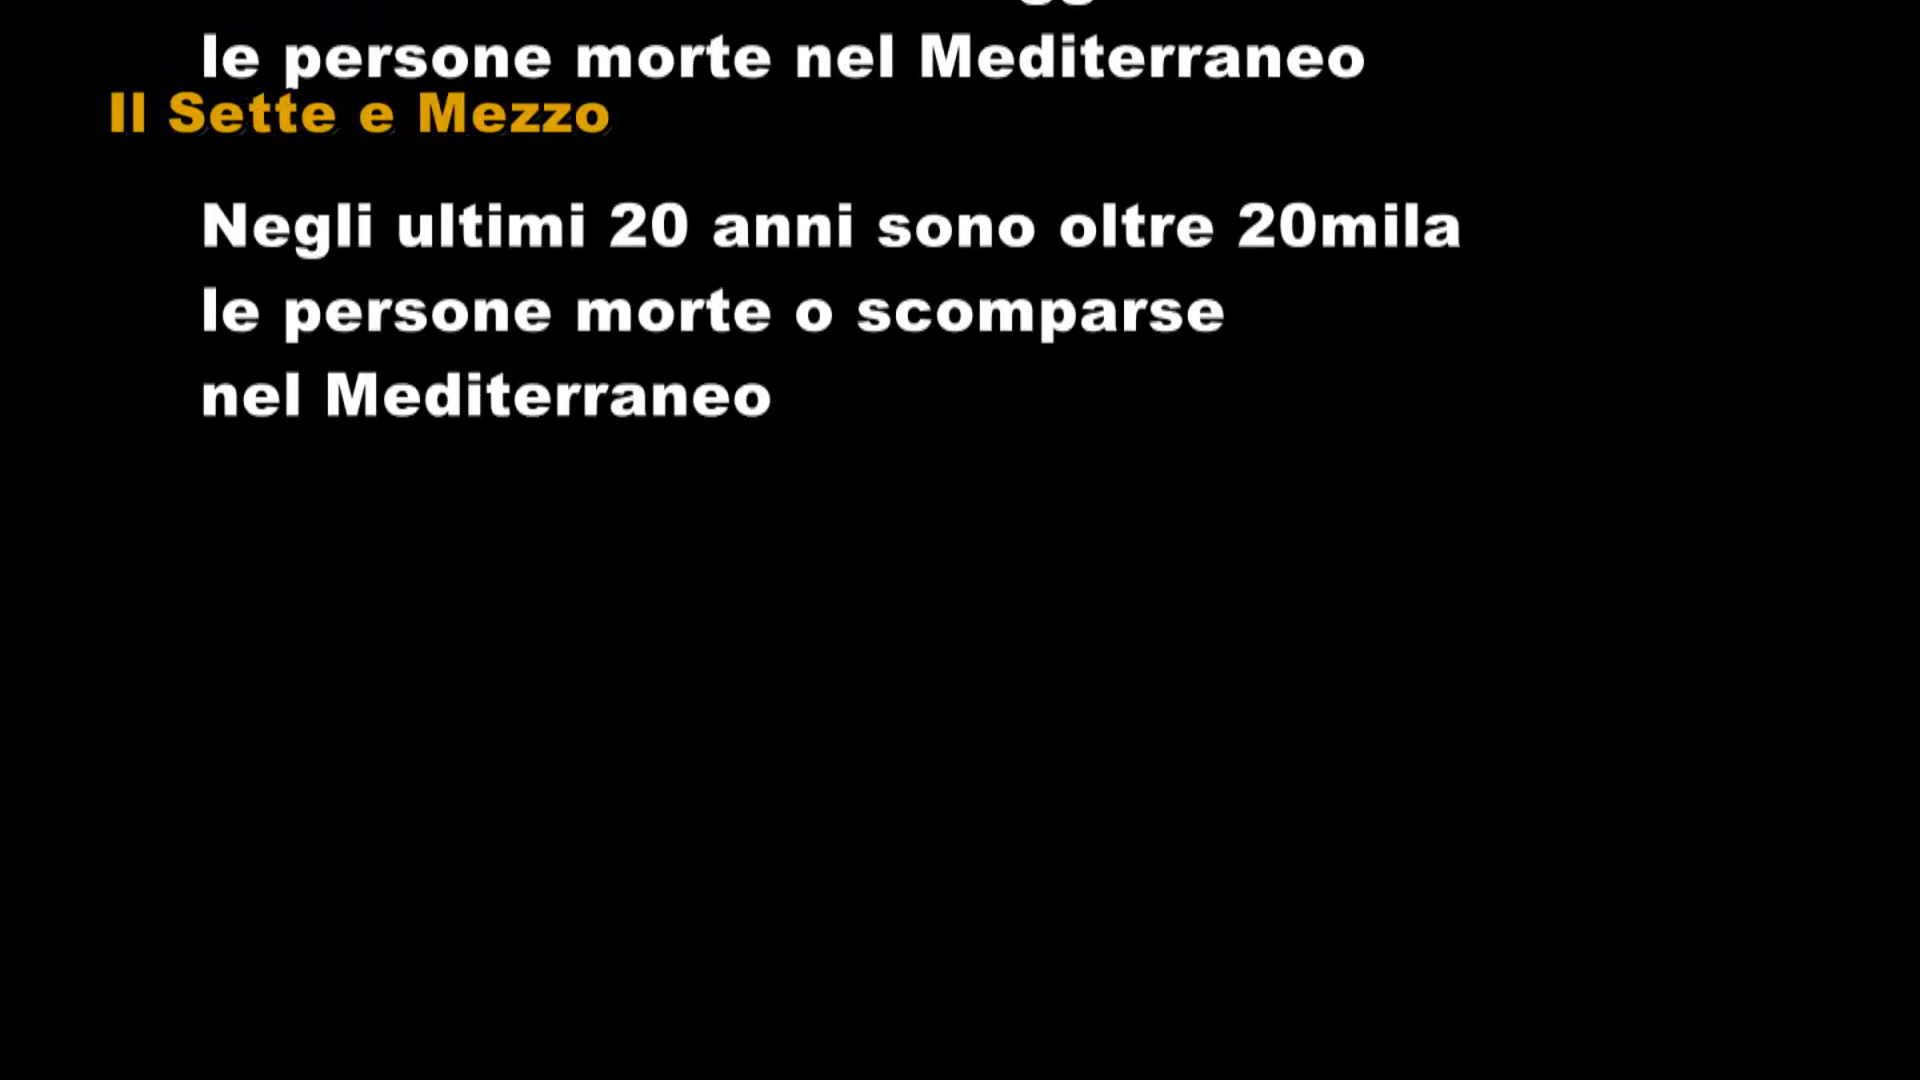 le persone morte nel Mediterraneo
Il Sette e Mezzo
Negli ultimi 20 anni sono oltre 20mila
le persone morte o scomparse
nel Mediterraneo